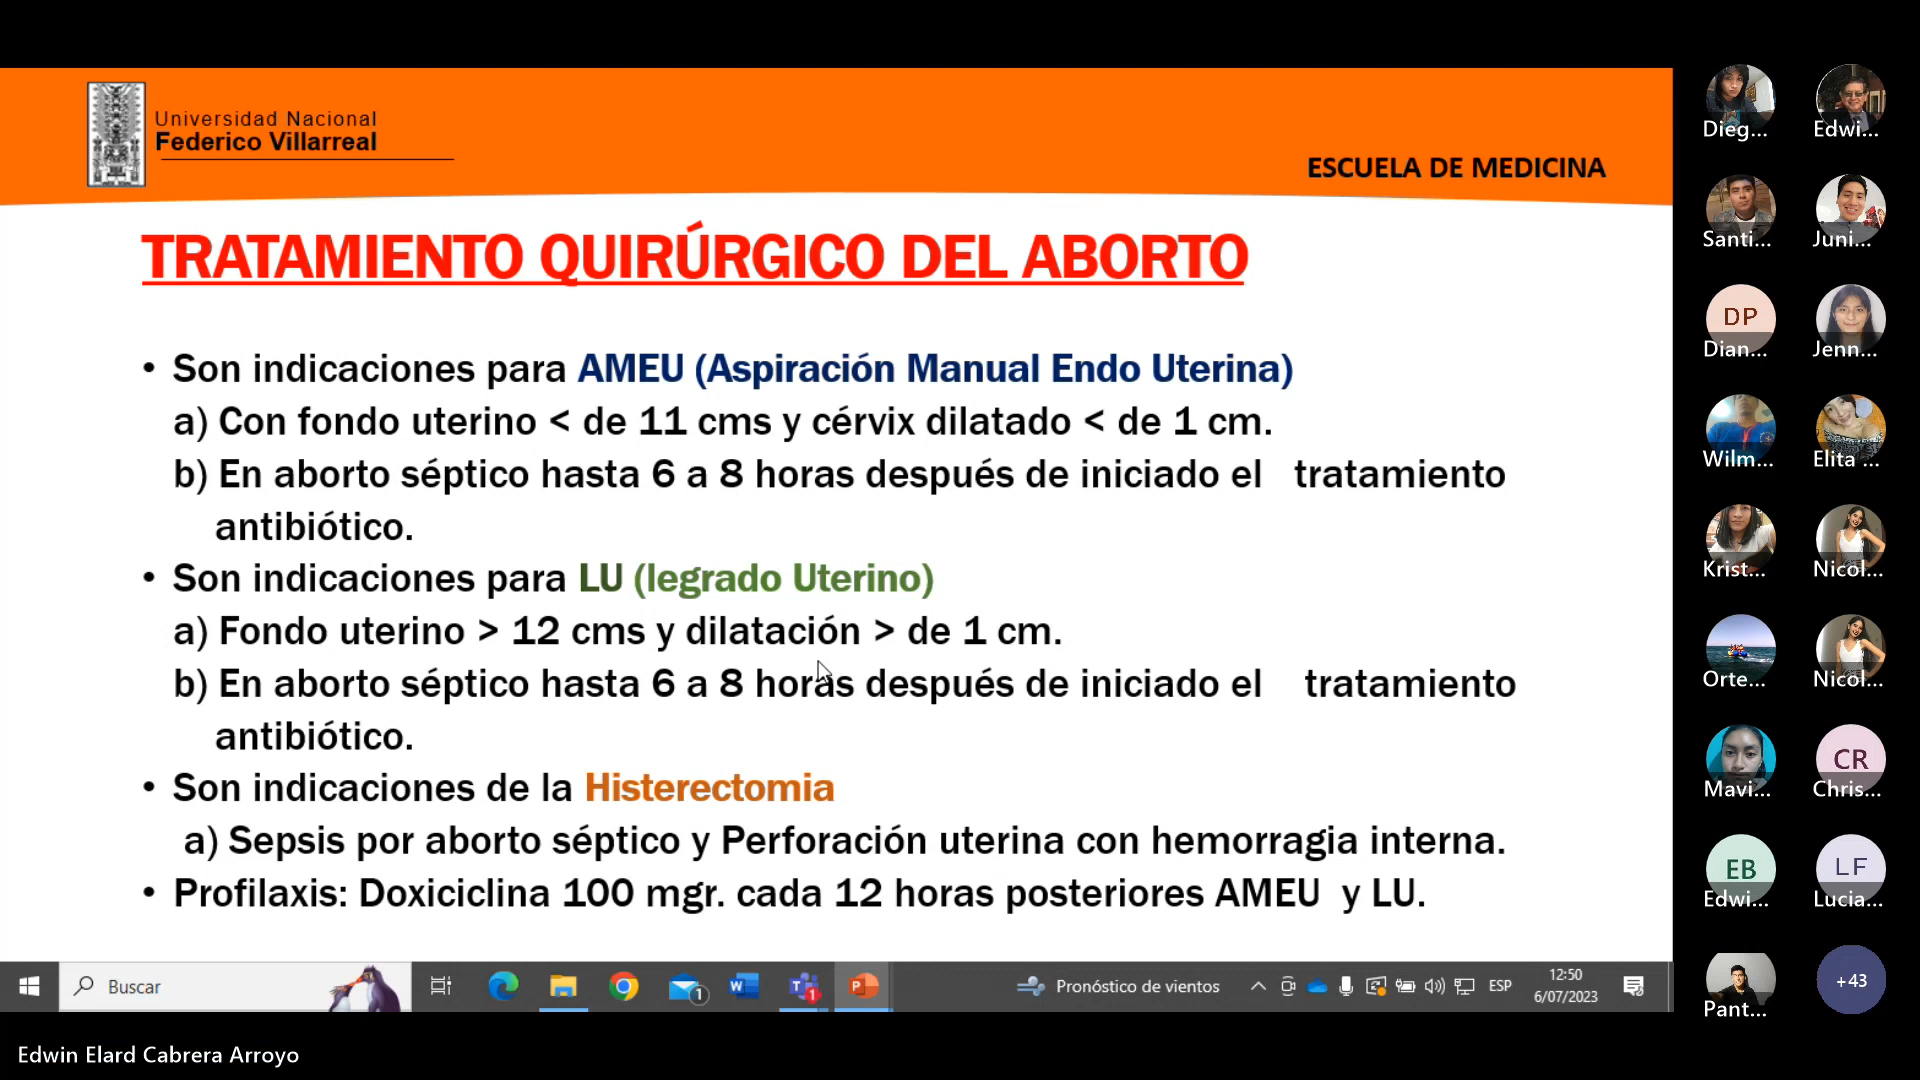 Universidad Nacional
Federico Villarreal
ESCUELA DE MEDICINA
TRATAMIENTO QUIRÚRGICO DEL ABORTO
• Son indicaciones para AMEU (Aspiración Manual Endo Uterina)
a) Con fondo uterino < de 11 cms y cérvix dilatado < de 1 cm.
b) En aborto séptico hasta 6 a 8 horas después de iniciado el tratamiento
antibiótico.
• Son indicaciones para LU (legrado Uterino)
a) Fondo uterino > 12 cms y dilatación > de 1 cm.
b) En aborto séptico hasta 6 a 8 horas después de iniciado el tratamiento
antibiótico.
• Son indicaciones de la Histerectomia
a) Sepsis por aborto séptico y Perforación uterina con hemorragia interna.
• Profilaxis: Doxiciclina 100 mgr. cada 12 horas posteriores AMEU y LU.
Buscar
1
1
Pronóstico de vientos
ESP
12:50
6/07/2023
Edwin Elard Cabrera Arroyo
Dieg...
Edwi...
Santi...
Juni...
DP
Dian...
Jenn...
Wilm...
Elita ...
Krist...
Nicol...
Orte...
Nicol...
Mavi...
CR
Chris...
EB
Edwi...
LF
Lucia...
Pant...
+43